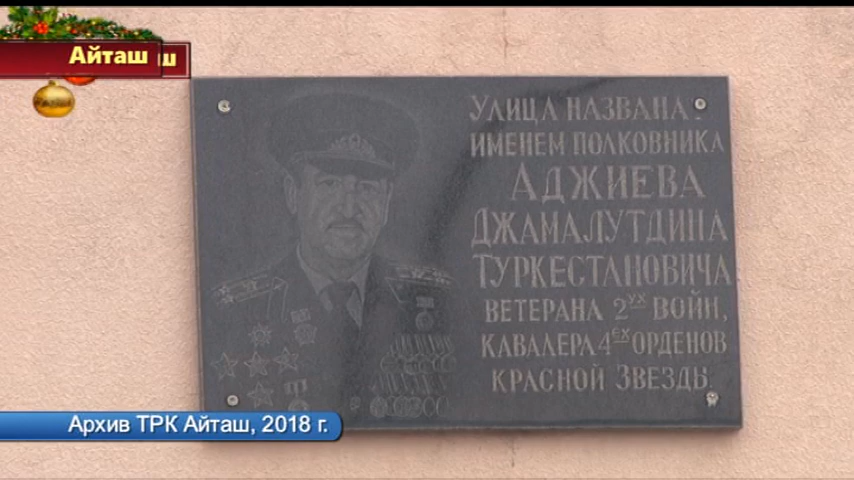 Айташ
УЛИЦА НАЗВАНА
ИМЕНЕМ ПОЛКОВНИКА
АДЖИЕВА
ДЖАМАЛУТДИНА
ТУРКЕСТАНОВИЧА
ВЕТЕРАНА 2УХ ВОЙН,
КАВАЛЕРА 4ЕХ ОРДЕНОВ
КРАСНОЙ ЗВЕЗДЫ.
Архив ТРК Айташ, 2018 г.